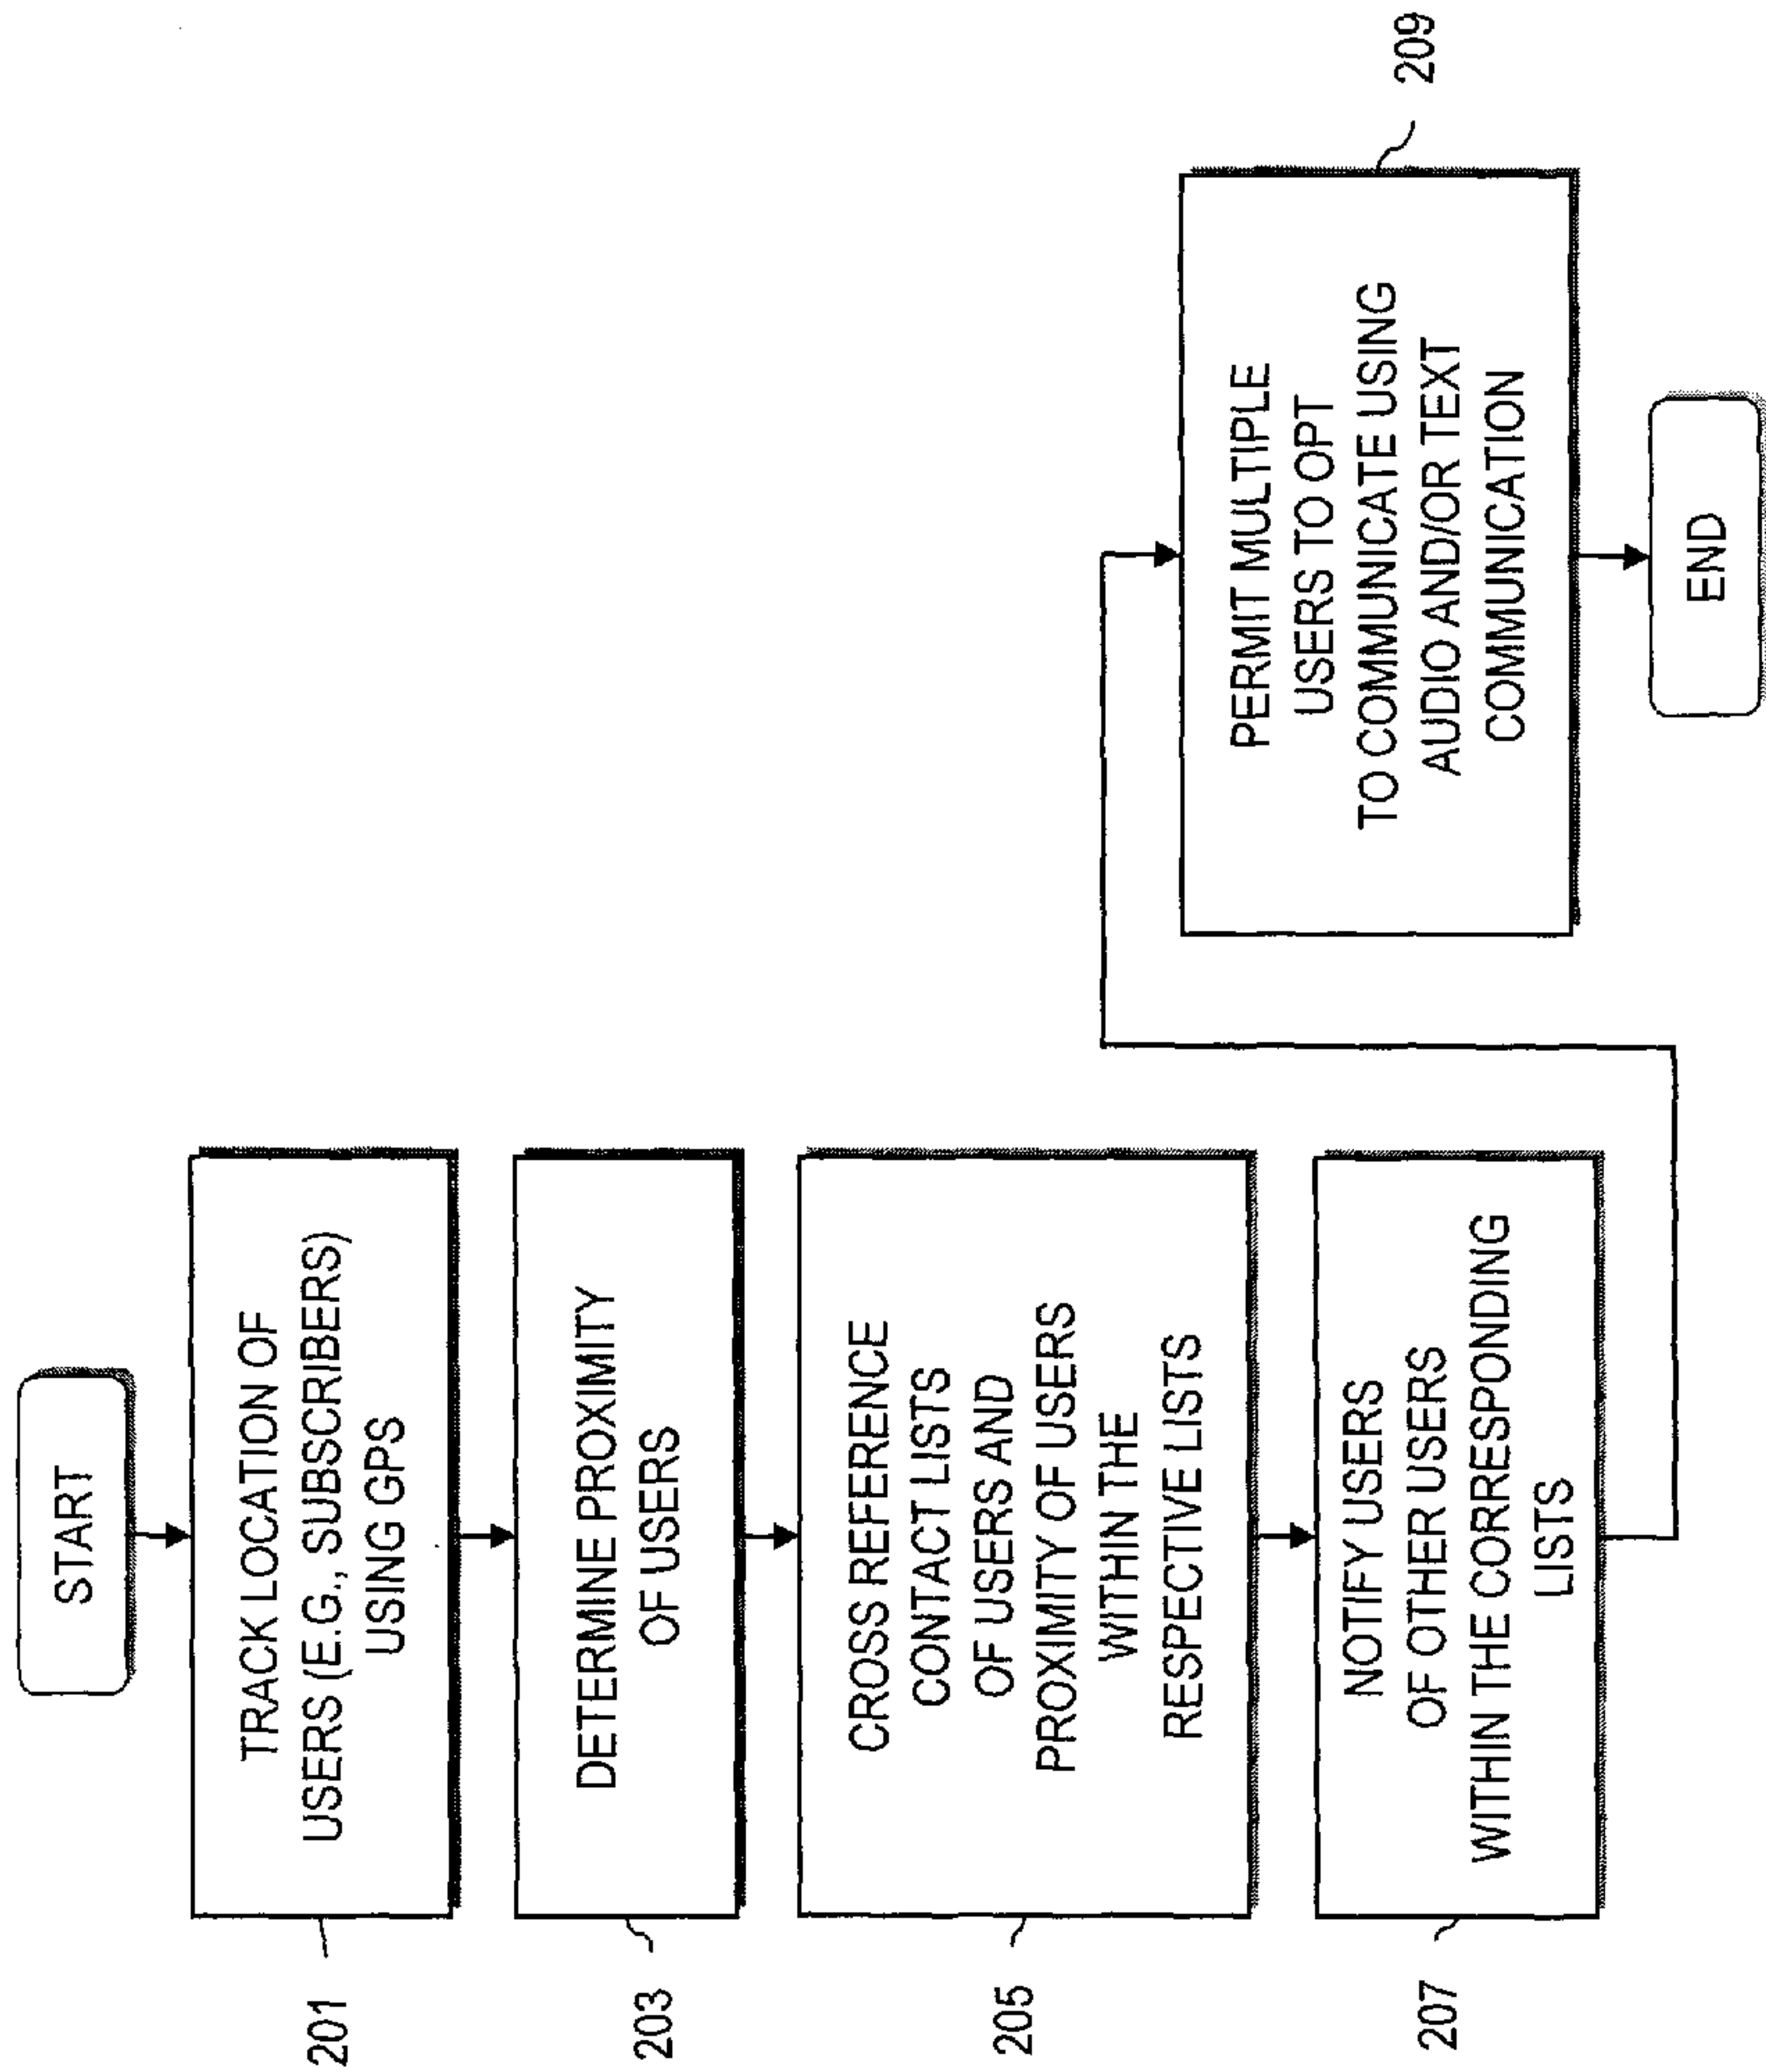 START
201
TRACK LOCATION OF
USERS (E.G., SUBSCRIBERS)
USING GPS
203
DETERMINE PROXIMITY
OF USERS
205
CROSS REFERENCE
CONTACT LISTS
OF USERS AND
PROXIMITY OF USERS
WITHIN THE
RESPECTIVE LISTS
207
NOTIFY USERS
OF OTHER USERS
WITHIN THE CORRESPONDING
LISTS
209
PERMIT MULTIPLE
USERS TO OPT
TO COMMUNICATE USING
AUDIO AND/OR TEXT
COMMUNICATION
END